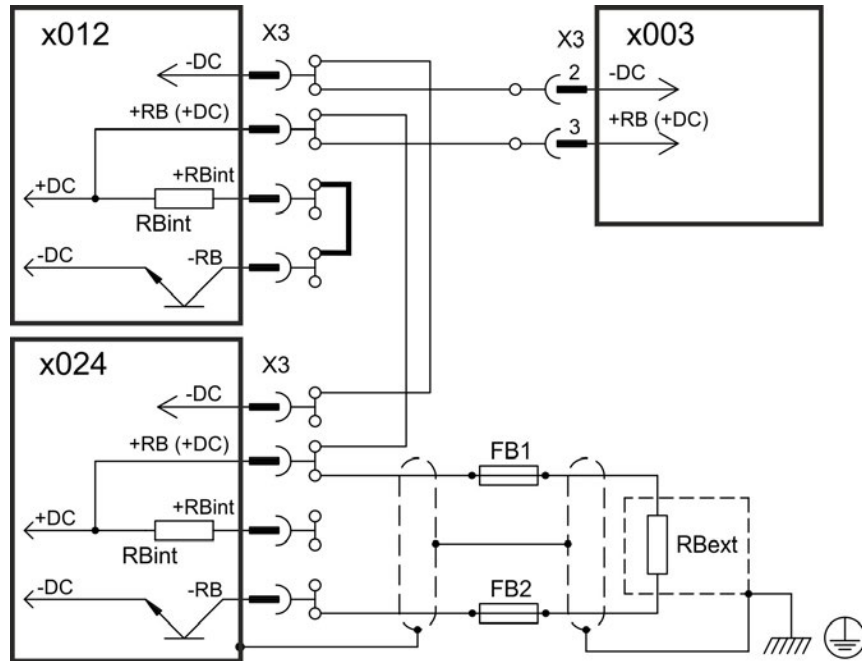 x012
X3
-DC
+RB (+DC)
+RBint
+DC
RBint
-DC
-RB
X3
x003
2
-DC
3
+RB (+DC)
x024
X3
-DC
+RB (+DC)
+RBint
+DC
RBint
-DC
-RB
FB1
RBext
FB2